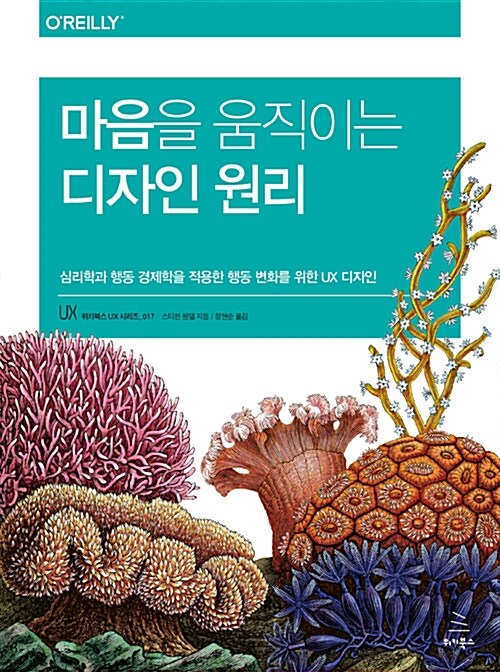 O'REILLY®
마음을 움직이는
디자인 원리
심리학과 행동 경제학을 적용한 행동 변화를 위한 UX 디자인
UX 위키북스 UX 시리즈_017 스티븐 웬델 지음 / 장현순 옮김
위키북스